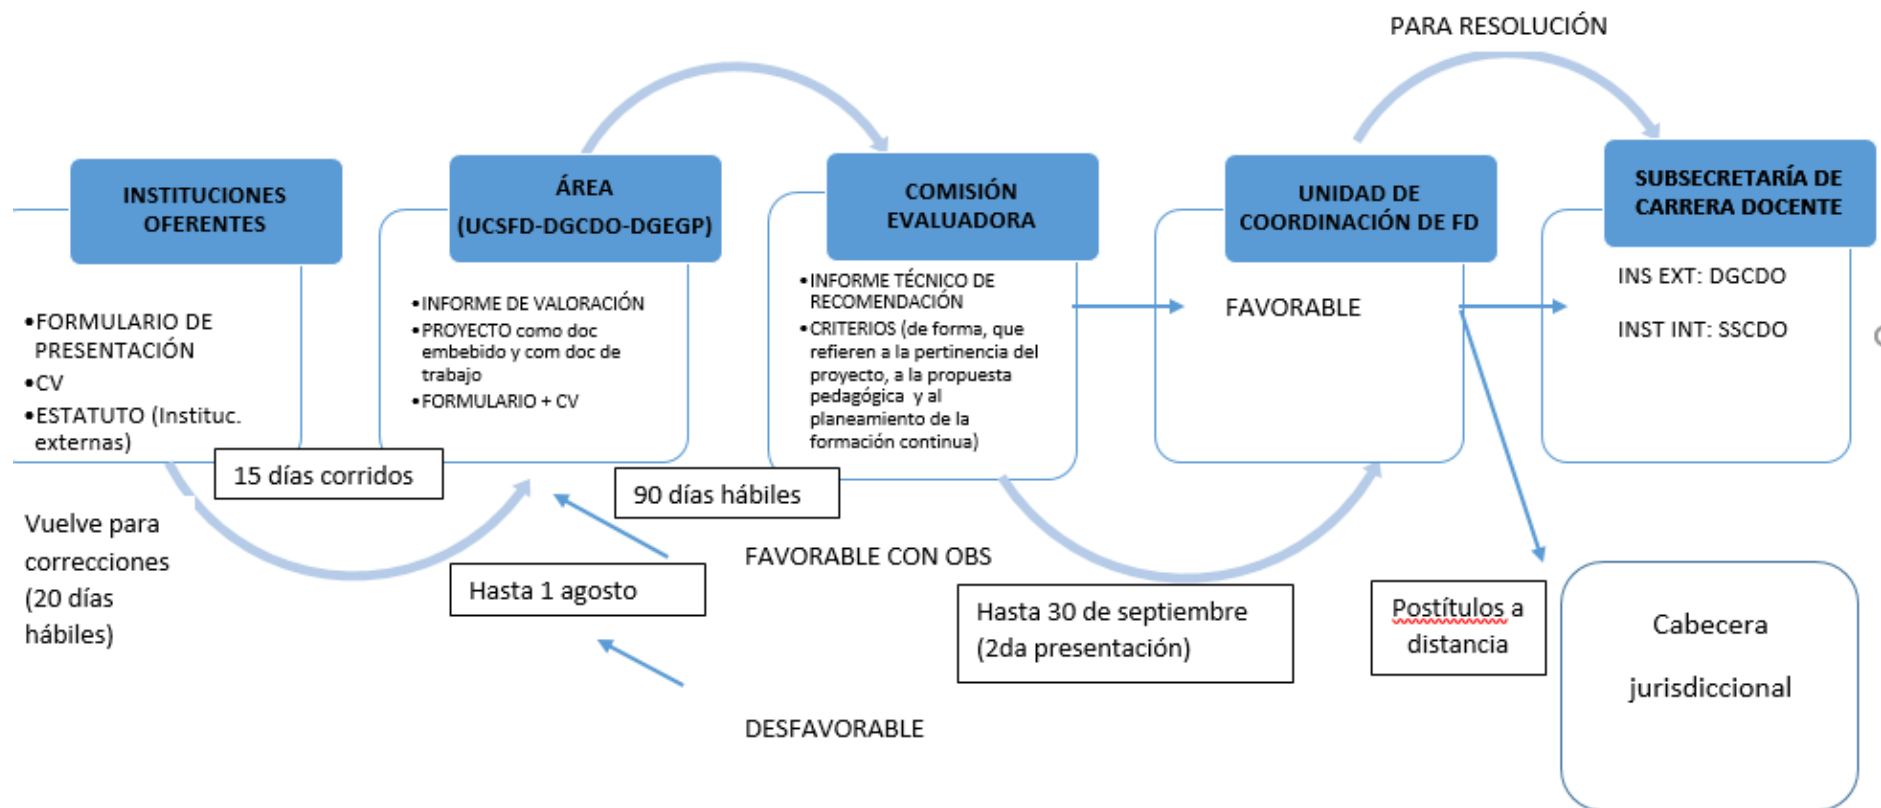 PARA RESOLUCIÓN
INSTITUCIONES
OFERENTES
•FORMULARIO DE
PRESENTACIÓN
•CV
•ESTATUTO (Instituc.
externas)
15 días corridos
Vuelve para
correcciones
(20 días
hábiles)
ÁREA
(UCSFD-DGCDO-DGEGP)
•INFORME DE VALORACIÓN
•PROYECTO como doc
embebido y com doc de
trabajo
•FORMULARIO + CV
90 días hábiles
Hasta 1 agosto
FAVORABLE CON OBS
DESFAVORABLE
COMISIÓN
EVALUADORA
•INFORME TÉCNICO DE
RECOMENDACIÓN
•CRITERIOS (de forma, que
refieren a la pertinencia del
proyecto, a la propuesta
pedagógica y al
planeamiento de la
formación continua)
Hasta 30 de septiembre
(2da presentación)
UNIDAD DE
COORDINACIÓN DE FD
FAVORABLE
Postítulos a
distancia
SUBSECRETARÍA DE
CARRERA DOCENTE
INS EXT: DGCDO
INST INT: SSCDO
Cabecera
jurisdiccional